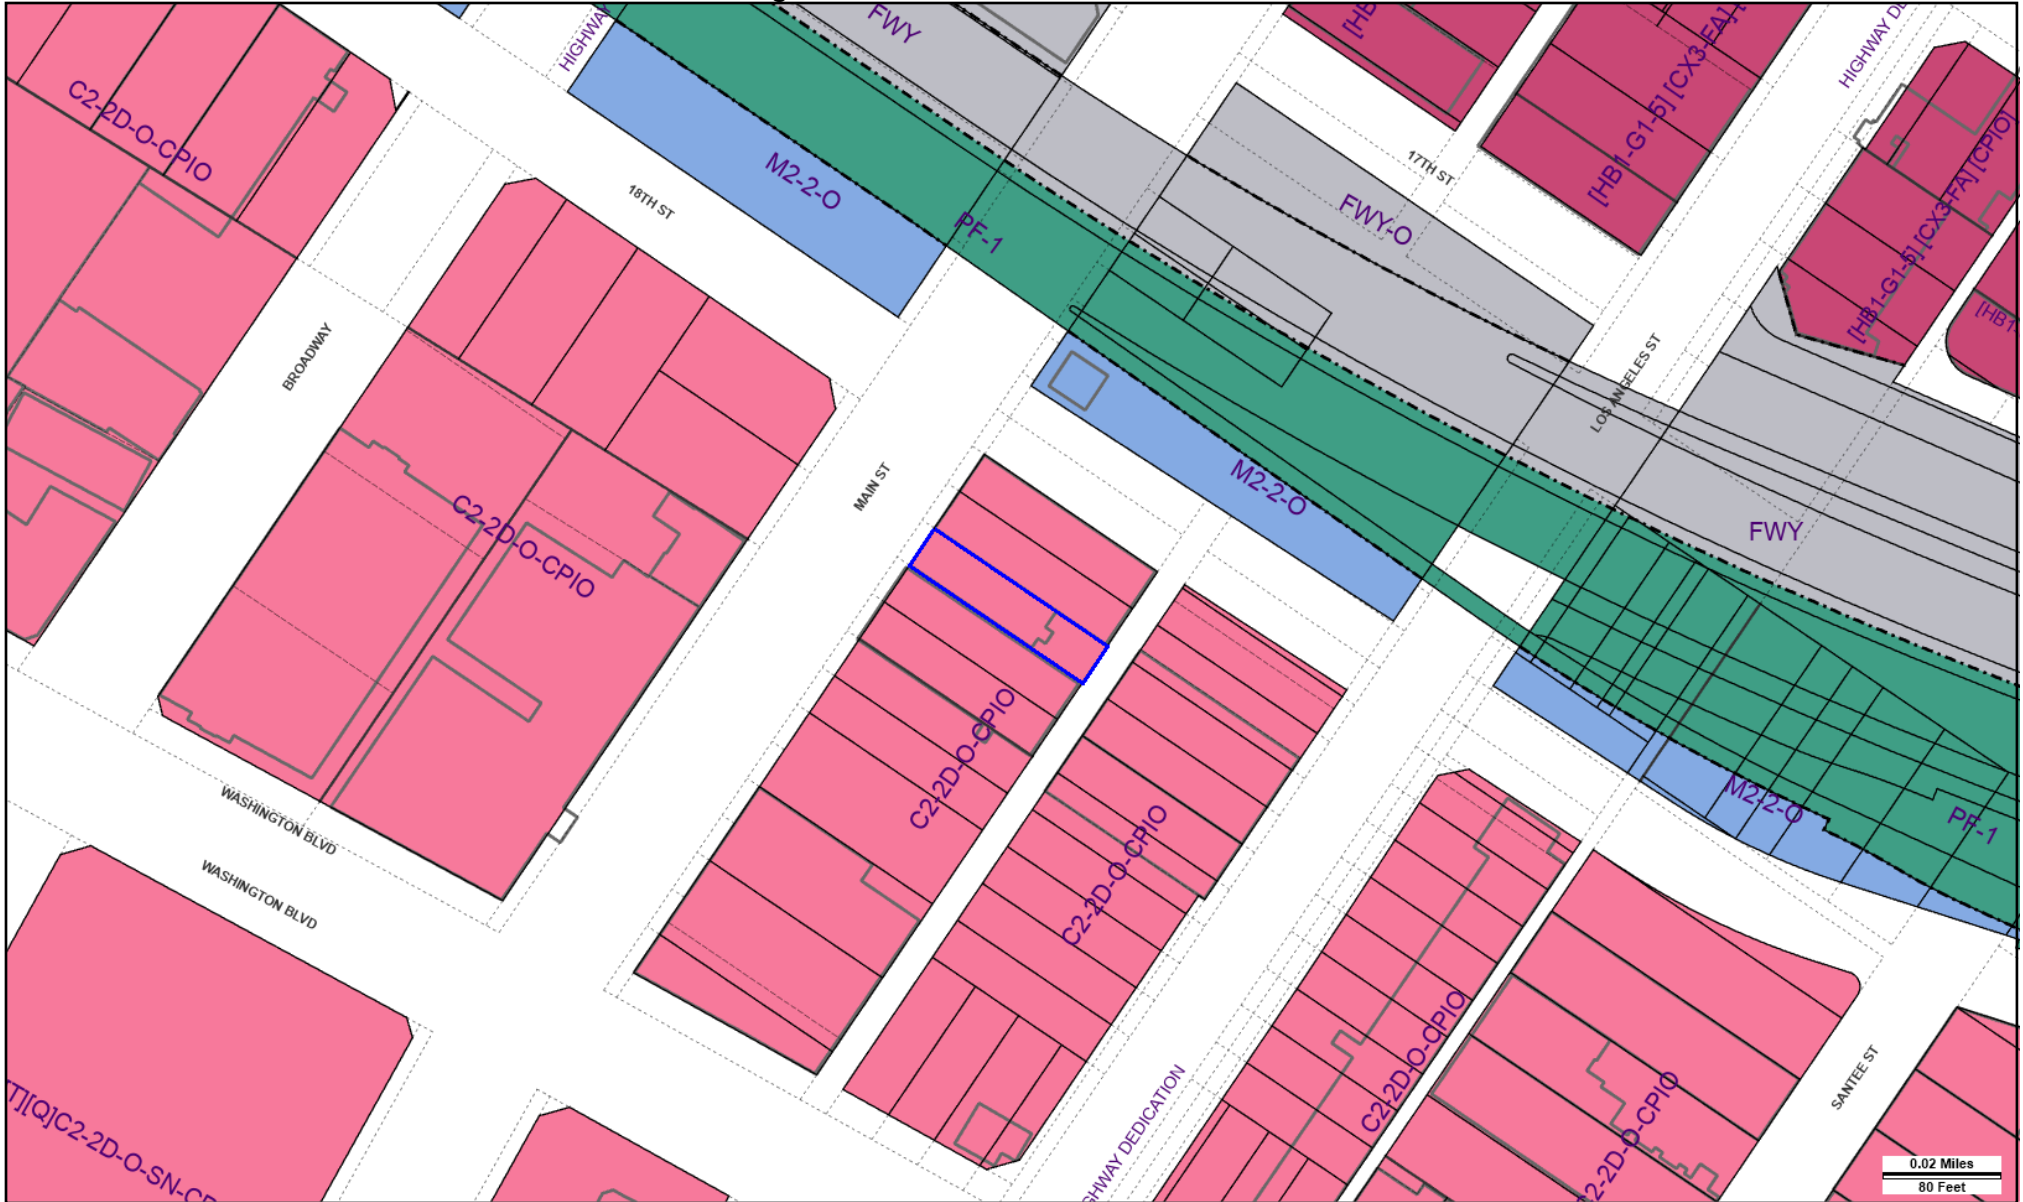 FWY
HIGHWAY
[HB
[HB1-G1-5] [CX3-FA] [
HIGHWAY DE
C2-2D-O-CPIO
M2-2-O
18TH ST
17TH ST
PF-1
FWY-O
[HB1-G1-5] [CX3-FA] [CPIO]
[HB1-
BROADWAY
LOS ANGELES ST
MAIN ST
M2-2-O
C2-2D-O-CPIO
FWY
C2-2D-O-CPIO
WASHINGTON BLVD
WASHINGTON BLVD
C2-2D-O-CPIO
M2-2-O
PF-1
C2-2D-O-CPIO
T][Q]C2-2D-O-SN-CP
HIGHWAY DEDICATION
C2-2D-O-CPIO
SANTEE ST
0.02 Miles
80 Feet